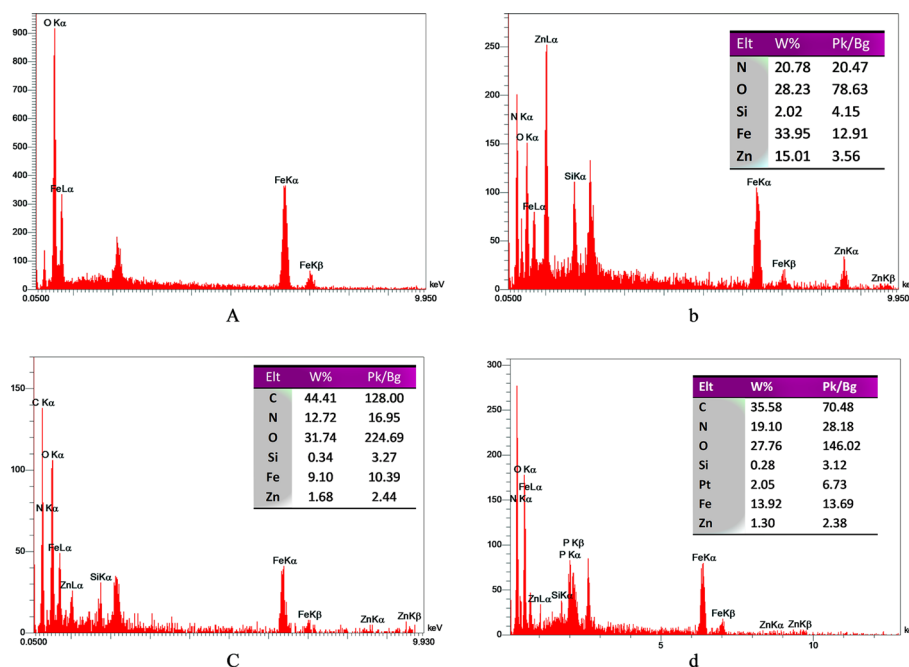 900
800
700
600
500
400
300
200
100
0
O Kα
FeLα
FeKα
FeKβ
keV
0.0500
9.950
A
250
200
150
100
50
0
ZnLα
N Kα
O Kα
FeLα
SiKα
FeKα
FeKβ
ZnKα
ZnKβ
ke
0.0500
9.950
Elt W% Pk/Bg
N 20.78 20.47
O 28.23 78.63
Si 2.02 4.15
Fe 33.95 12.91
Zn 15.01 3.56
b
150
100
50
0
C Kα
O Kα
N Kα
FeLα
ZnLα
SiKα
FeKα
FeKβ
ZnKα
ZnKβ
keV
0.0500
9.930
Elt W% Pk/Bg
C 44.41 128.00
N 12.72 16.95
O 31.74 224.69
Si 0.34 3.27
Fe 9.10 10.39
Zn 1.68 2.44
C
300
250
200
150
100
50
0
O Kα
FeLα
N Kα
P Kβ
P Kα
ZnLα
SiKα
FeKα
FeKβ
ZnKα
ZnKβ
ke
5
10
Elt W% Pk/Bg
C 35.58 70.48
N 19.10 28.18
O 27.76 146.02
Si 0.28 3.12
Pt 2.05 6.73
Fe 13.92 13.69
Zn 1.30 2.38
d